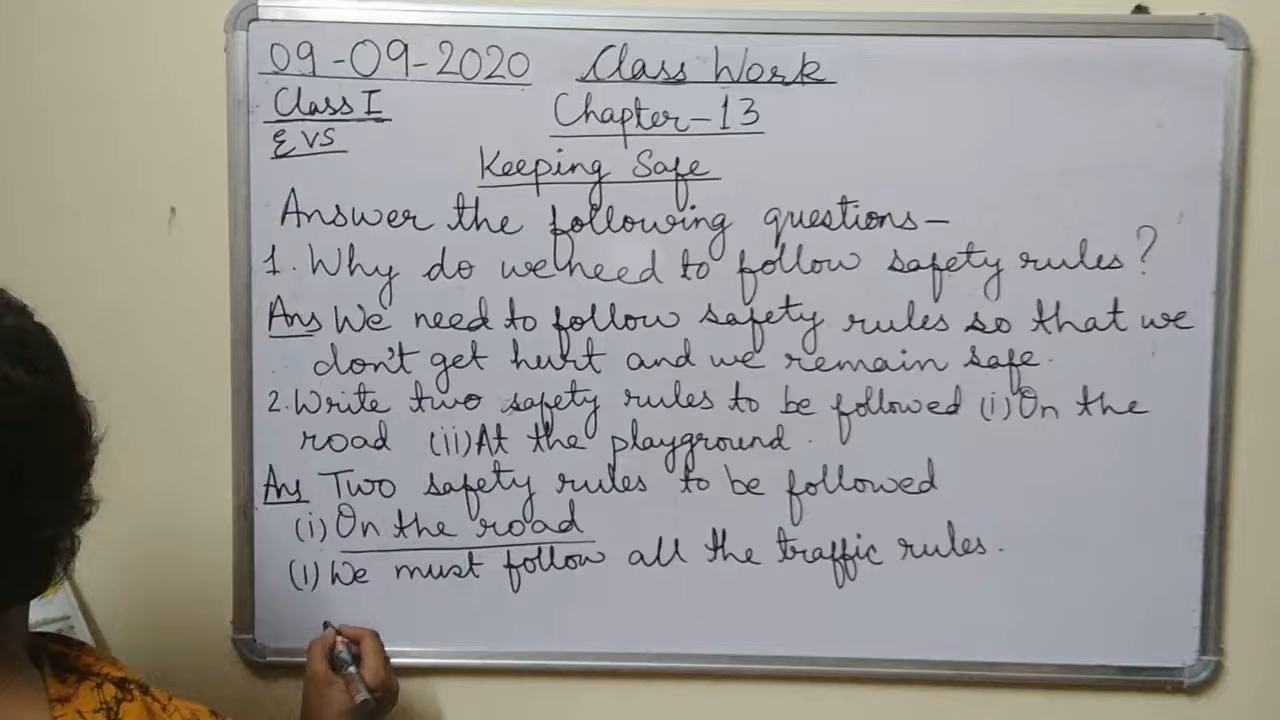 09-09-2020 Class Work
Class I Chapter-13
EVS
Keeping Safe
Answer the following questions-
1. Why do we need to follow safety rules?
Ans We need to follow safety rules so that we
don't get hurt and we remain safe.
2. Write two safety rules to be followed (i) On the
road (ii) At the playground.
Ans Two safety rules to be followed
(i) On the road
(1) We must follow all the traffic rules.